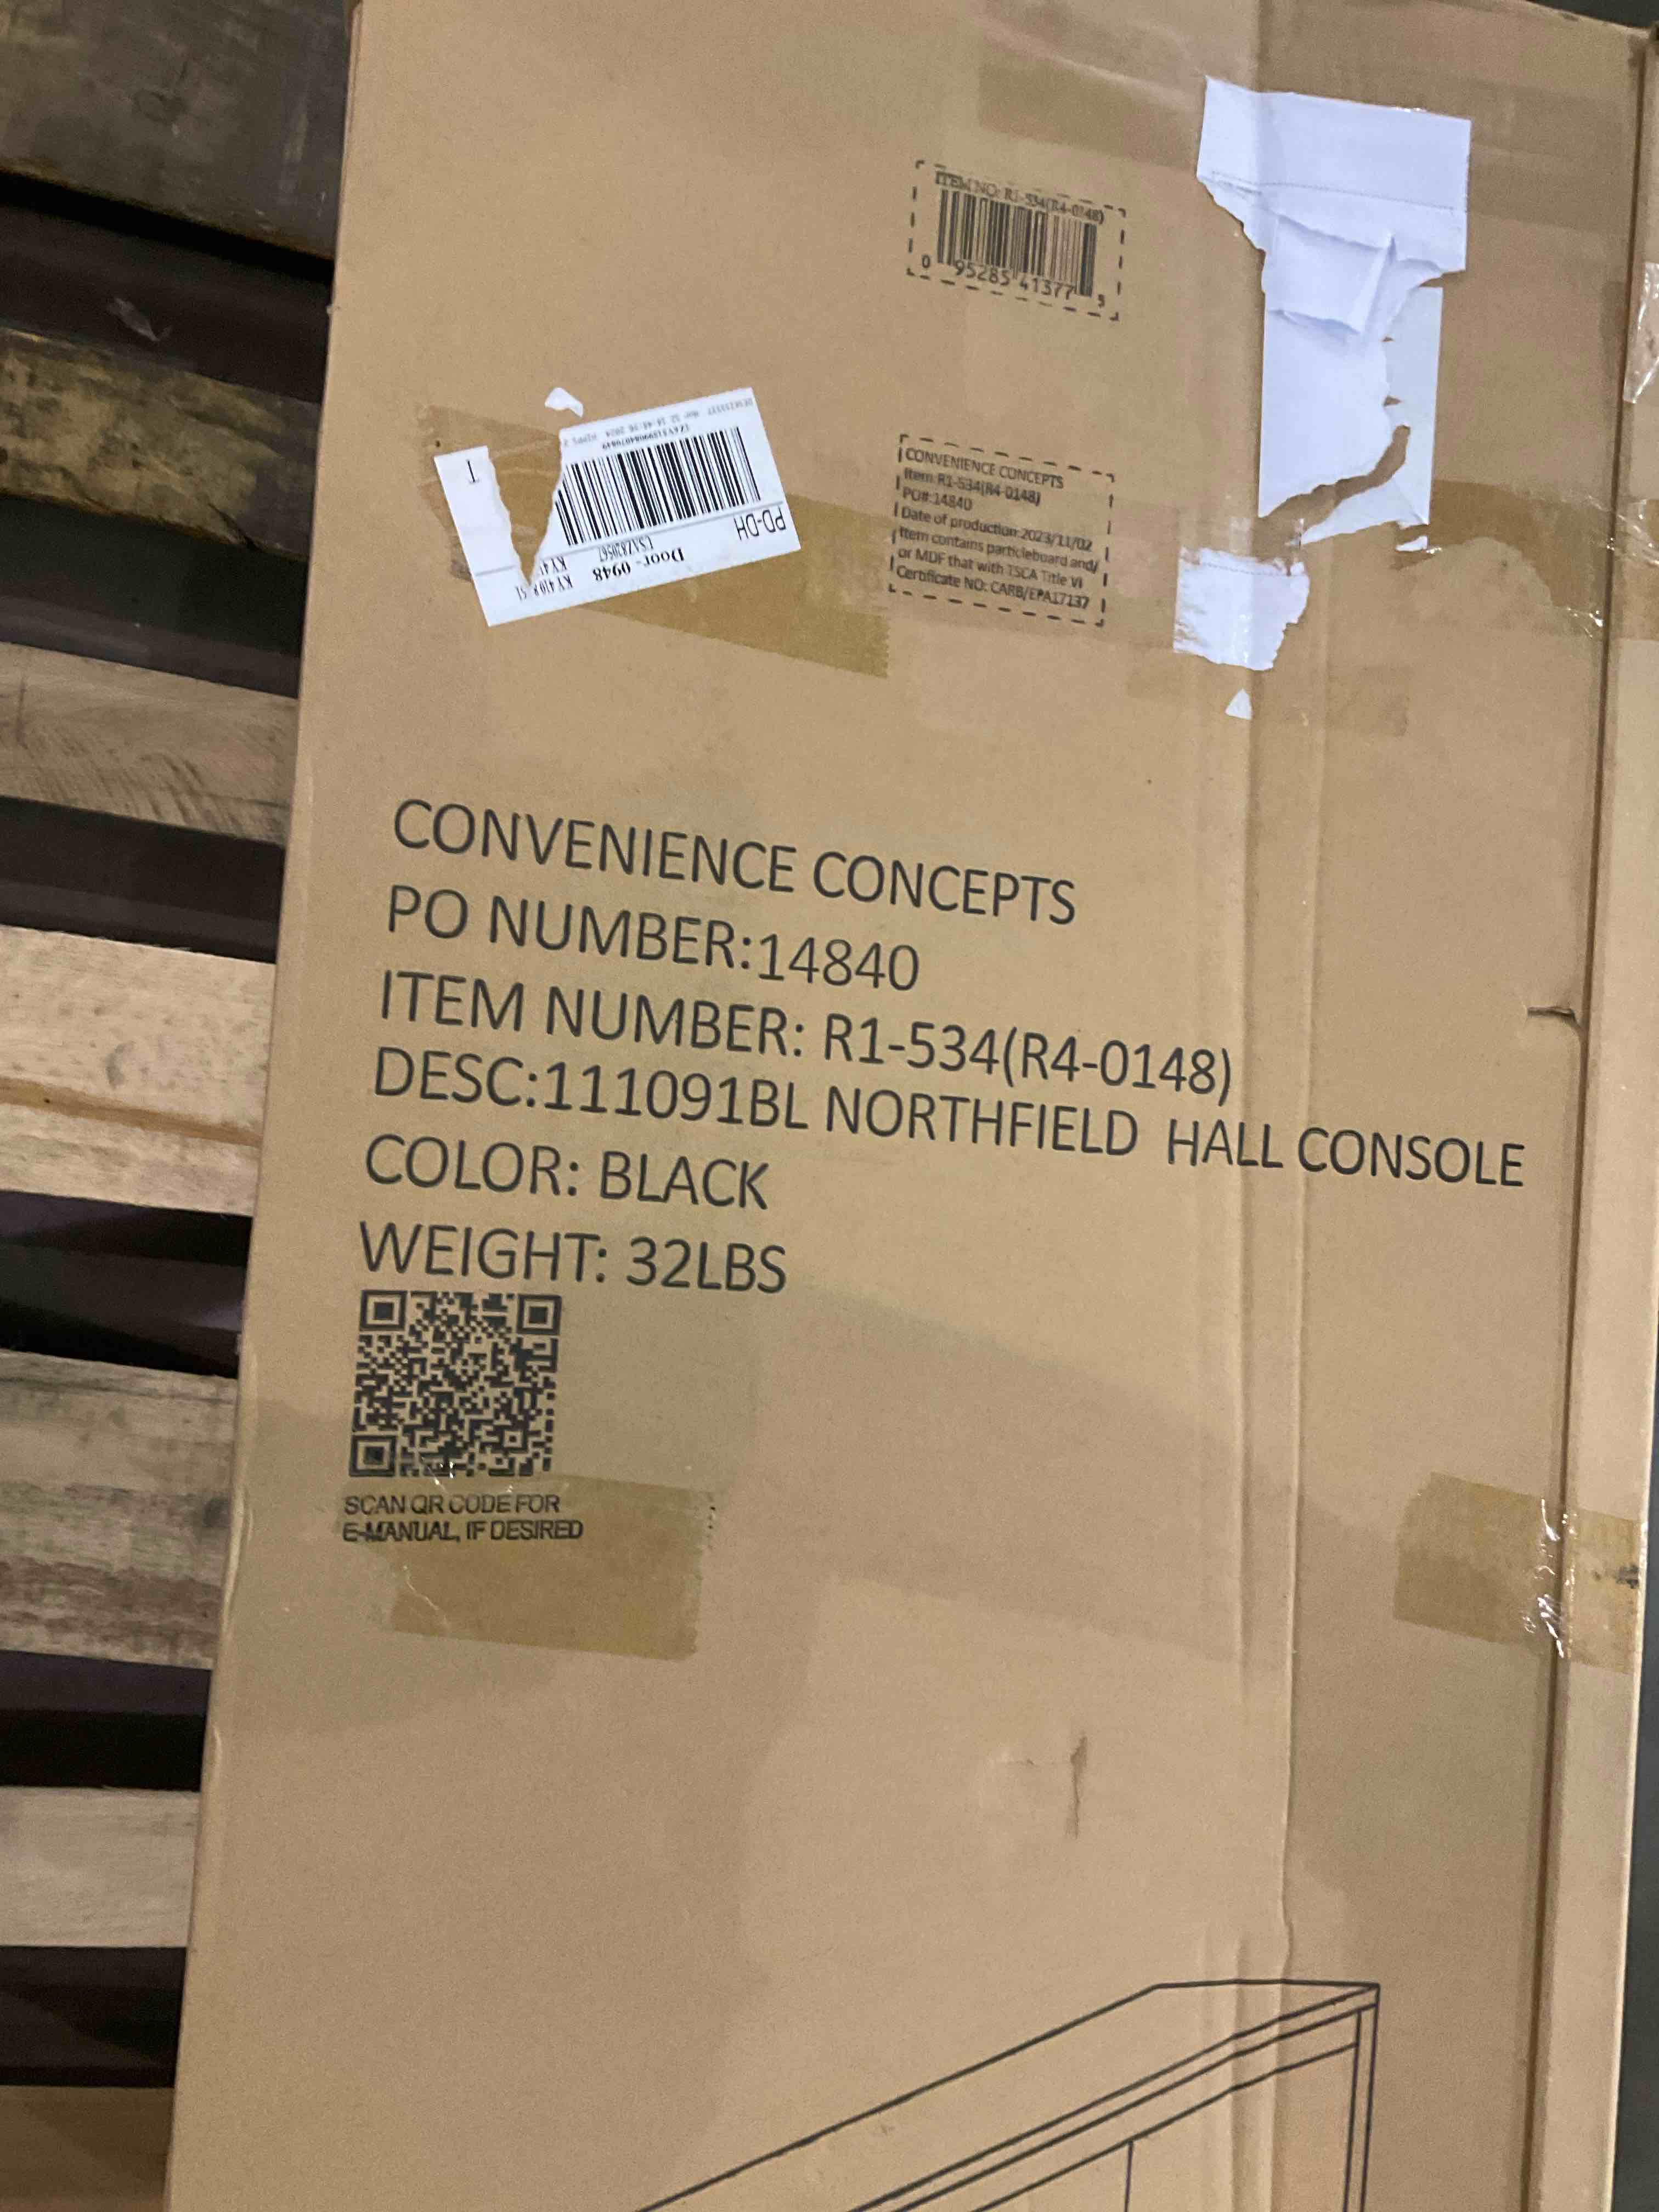 ITEM NO: R1-534(R4-0148)
0 95285 41377 5
T
PD-DH
Door- 0948
CONVENIENCE CONCEPTS
Item:R1-534(R4-0148)
PO#:14840
Date of production:2023/11/02
Item contains particleboard and/
or MDF that with TSCA Title VI
Certificate NO: CARB/EPA17137
CONVENIENCE CONCEPTS
PO NUMBER:14840
ITEM NUMBER: R1-534(R4-0148)
DESC:111091BL NORTHFIELD HALL CONSOLE
COLOR: BLACK
WEIGHT: 32LBS
SCAN QR CODE FOR
E-MANUAL, IF DESIRED